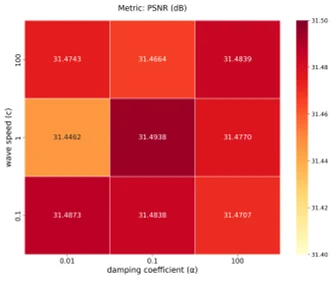 Metric: PSNR (dB)
31.50
100 31.4743 31.4664 31.4839
31.48
31.46
wave speed (c)
1 31.4462 31.4938 31.4770
31.44
31.42
0.1 31.4873 31.4838 31.4707
31.40
0.01 0.1 100
damping coefficient (α)